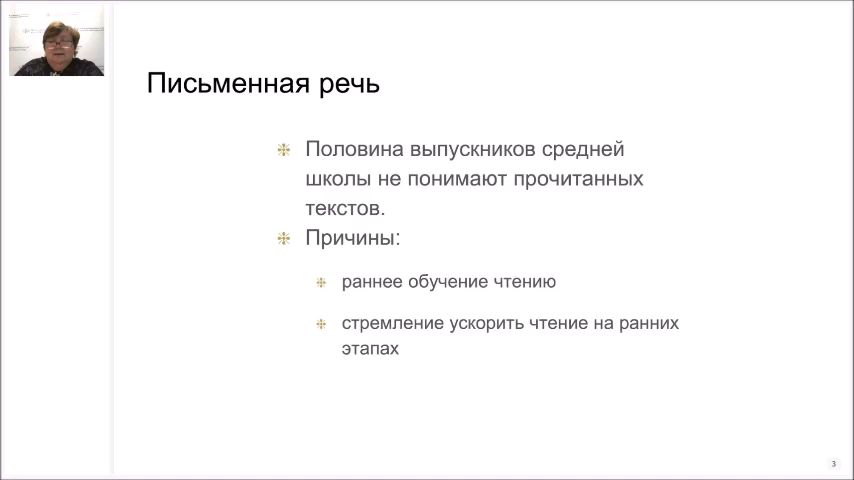 Письменная речь
Половина выпускников средней
школы не понимают прочитанных
текстов.
Причины:
раннее обучение чтению
стремление ускорить чтение на ранних
этапах
3